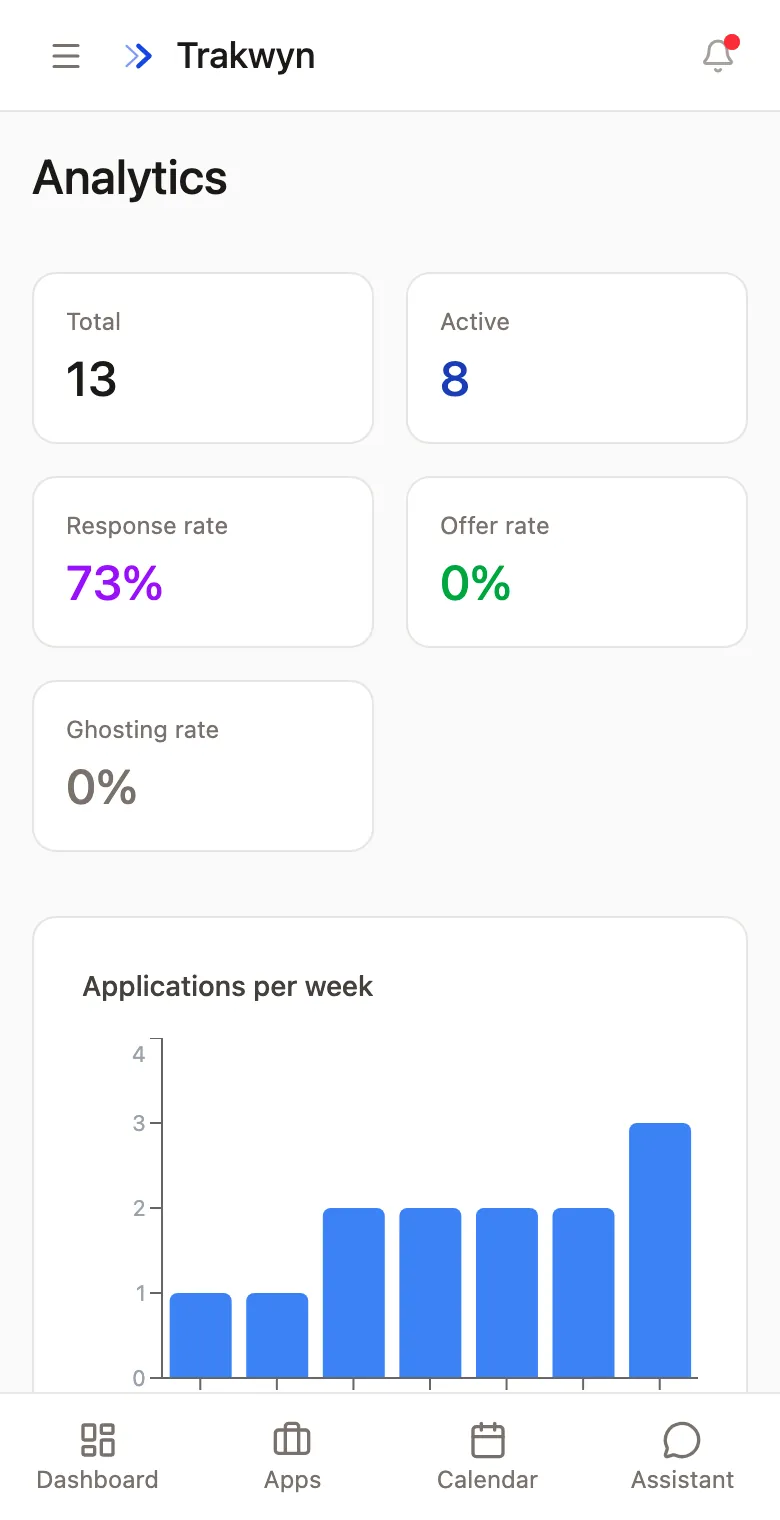 Trakwyn
Analytics
Total
13
Active
8
Response rate
73%
Offer rate
0%
Ghosting rate
0%
Applications per week
4
3
2
1
0
Dashboard
Apps
Calendar
Assistant